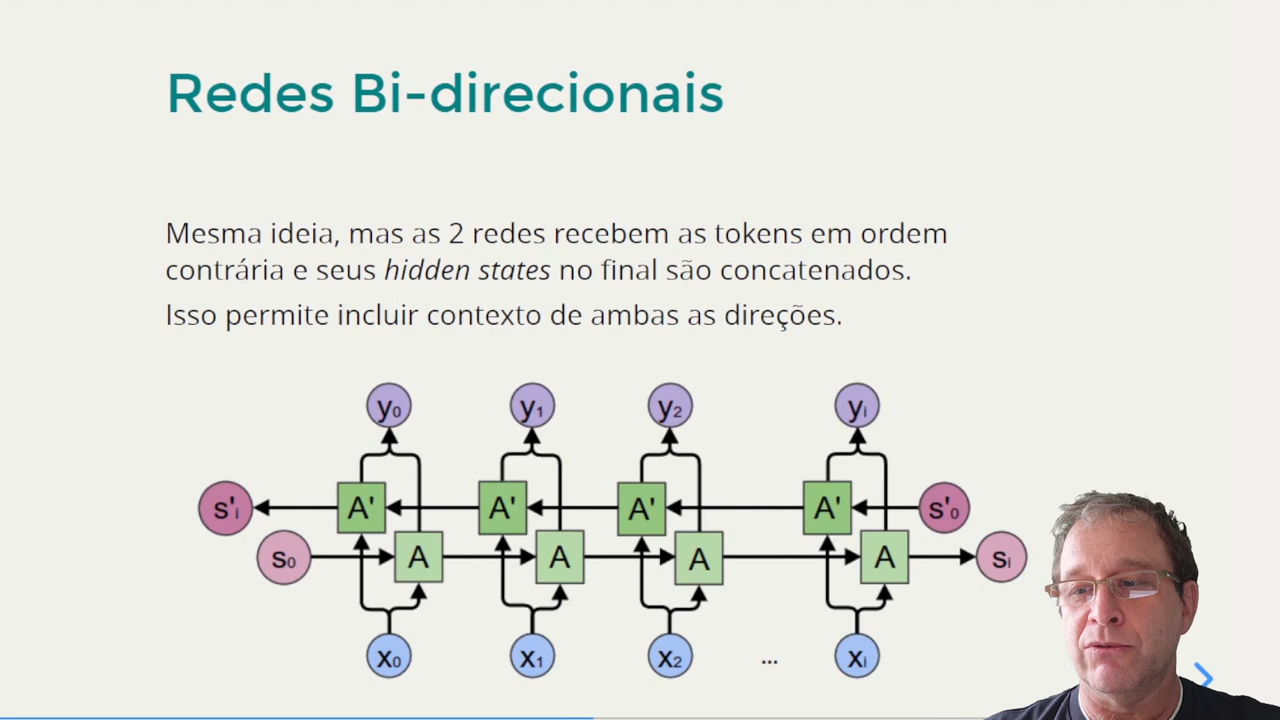 Redes Bi-direcionais
Mesma ideia, mas as 2 redes recebem as tokens em ordem
contrária e seus hidden states no final são concatenados.
Isso permite incluir contexto de ambas as direções.
y0 y1 y2 yi
s'i A' A' A' A' s'0
s0 A A A A si
x0 x1 x2 ... xi